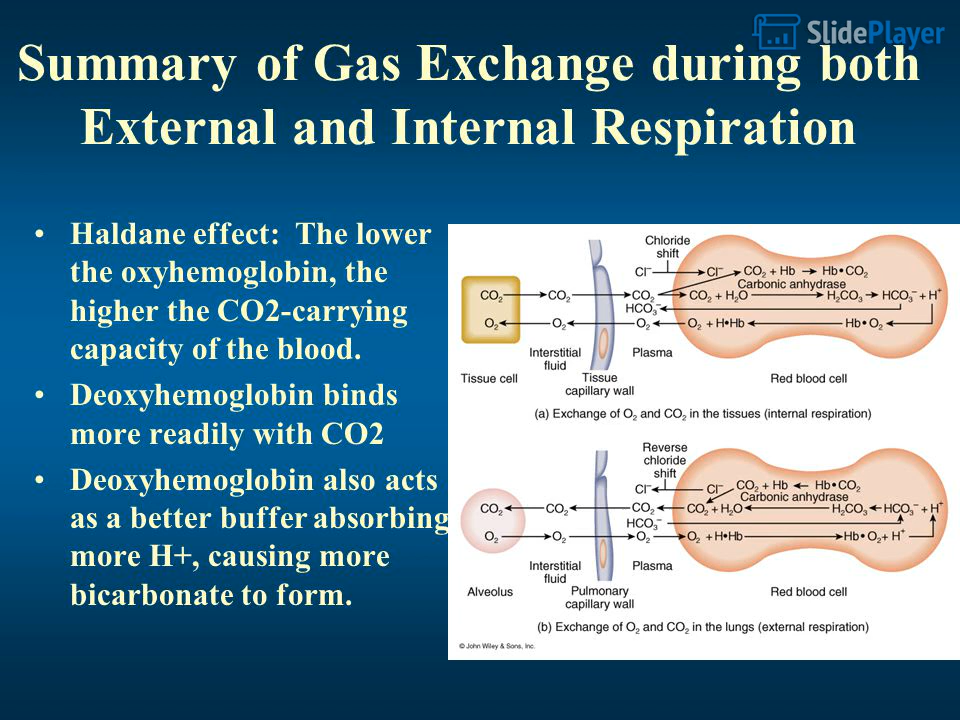 SlidePlayer
Summary of Gas Exchange during both
External and Internal Respiration
• Haldane effect: The lower
the oxyhemoglobin, the
higher the CO2-carrying
capacity of the blood.
• Deoxyhemoglobin binds
more readily with CO2
• Deoxyhemoglobin also acts
as a better buffer absorbing
more H+, causing more
bicarbonate to form.
Chloride
shift
Cl⁻ Cl⁻
CO₂ + Hb Hb•CO₂
Carbonic anhydrase
CO₂ CO₂ CO₂ CO₂ + H₂O H₂CO₃ HCO₃⁻ + H⁺
HCO₃⁻
O₂ O₂ O₂ O₂ + H•Hb Hb•O₂
Interstitial
fluid
Plasma
Tissue cell
Tissue
capillary wall
Red blood cell
(a) Exchange of O₂ and CO₂ in the tissues (internal respiration)
Reverse
chloride
shift
Cl⁻ Cl⁻
CO₂ + Hb Hb•CO₂
Carbonic anhydrase
CO₂ CO₂ CO₂ CO₂ + H₂O H₂CO₃ HCO₃⁻ + H⁺
HCO₃⁻
O₂ O₂ O₂ O₂ + H•Hb Hb•O₂ + H⁺
Interstitial
fluid
Plasma
Alveolus
Pulmonary
capillary wall
Red blood cell
(b) Exchange of O₂ and CO₂ in the lungs (external respiration)
© John Wiley & Sons, Inc.